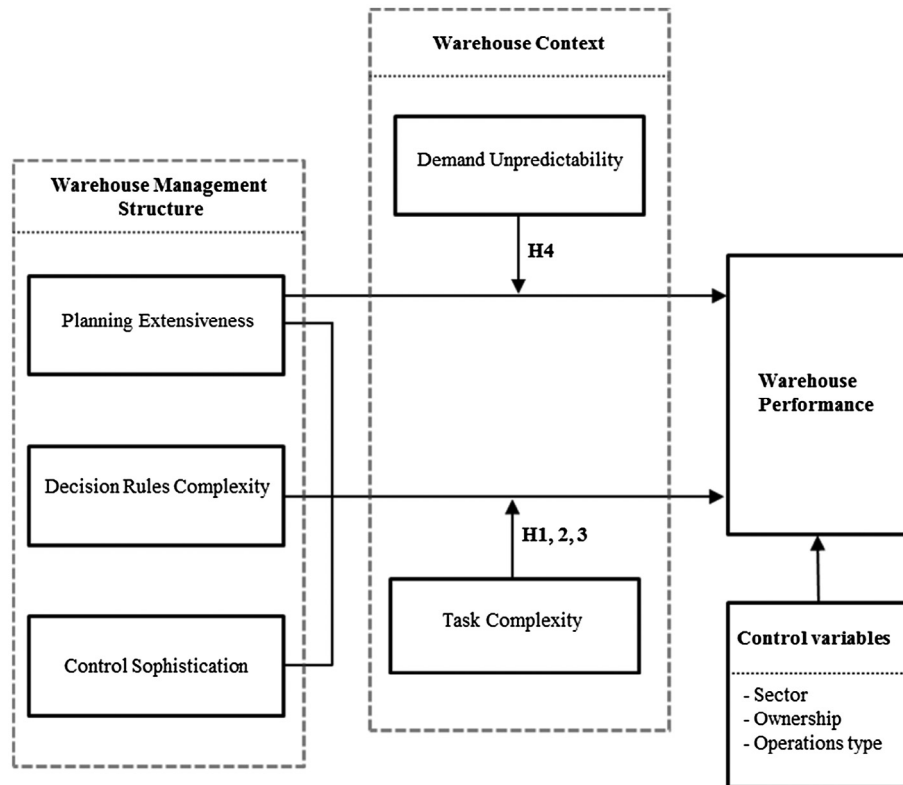 Warehouse Context
Demand Unpredictability
Warehouse Management
Structure
H4
Planning Extensiveness
Warehouse
Performance
Decision Rules Complexity
H1, 2, 3
Task Complexity
Control Sophistication
Control variables
- Sector
- Ownership
- Operations type